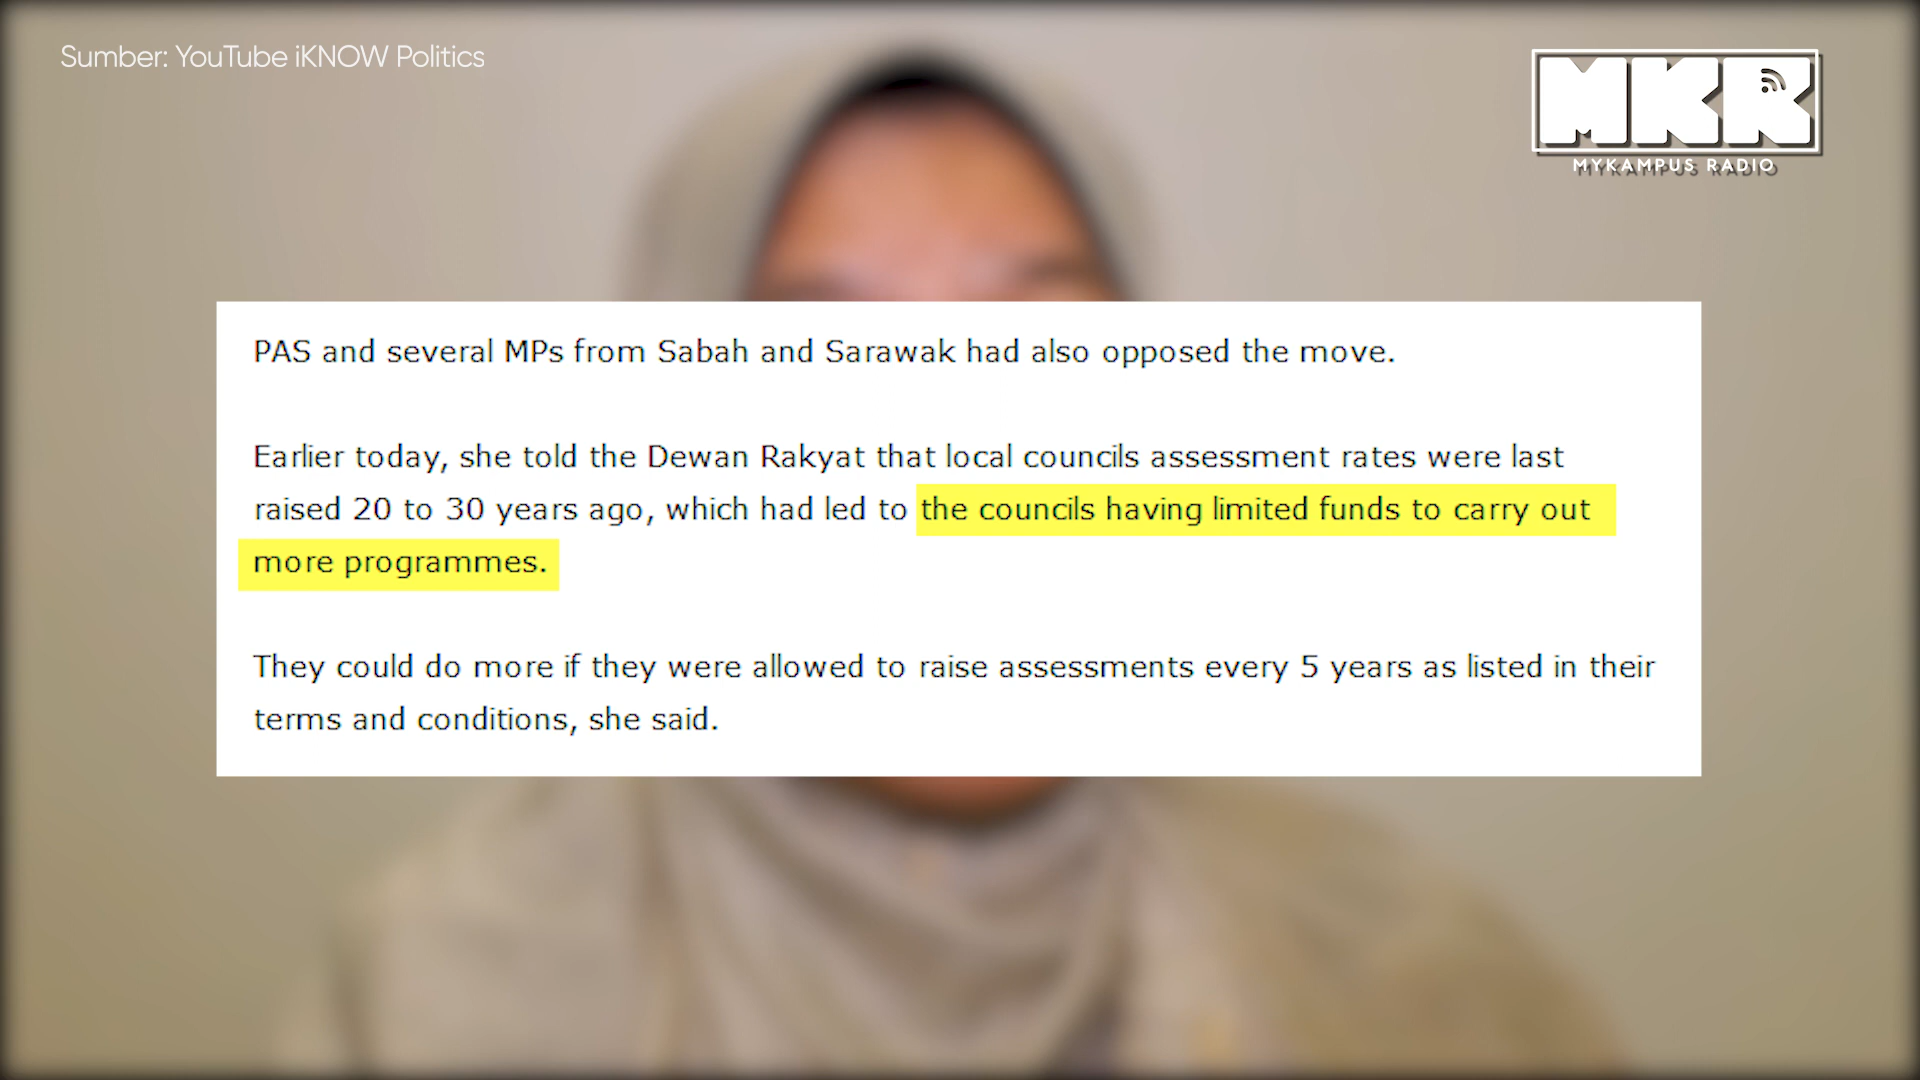 Sumber: YouTube iKNOW Politics
MKR
MYKAMPUS RADIO
PAS and several MPs from Sabah and Sarawak had also opposed the move.
Earlier today, she told the Dewan Rakyat that local councils assessment rates were last
raised 20 to 30 years ago, which had led to the councils having limited funds to carry out
more programmes.
They could do more if they were allowed to raise assessments every 5 years as listed in their
terms and conditions, she said.